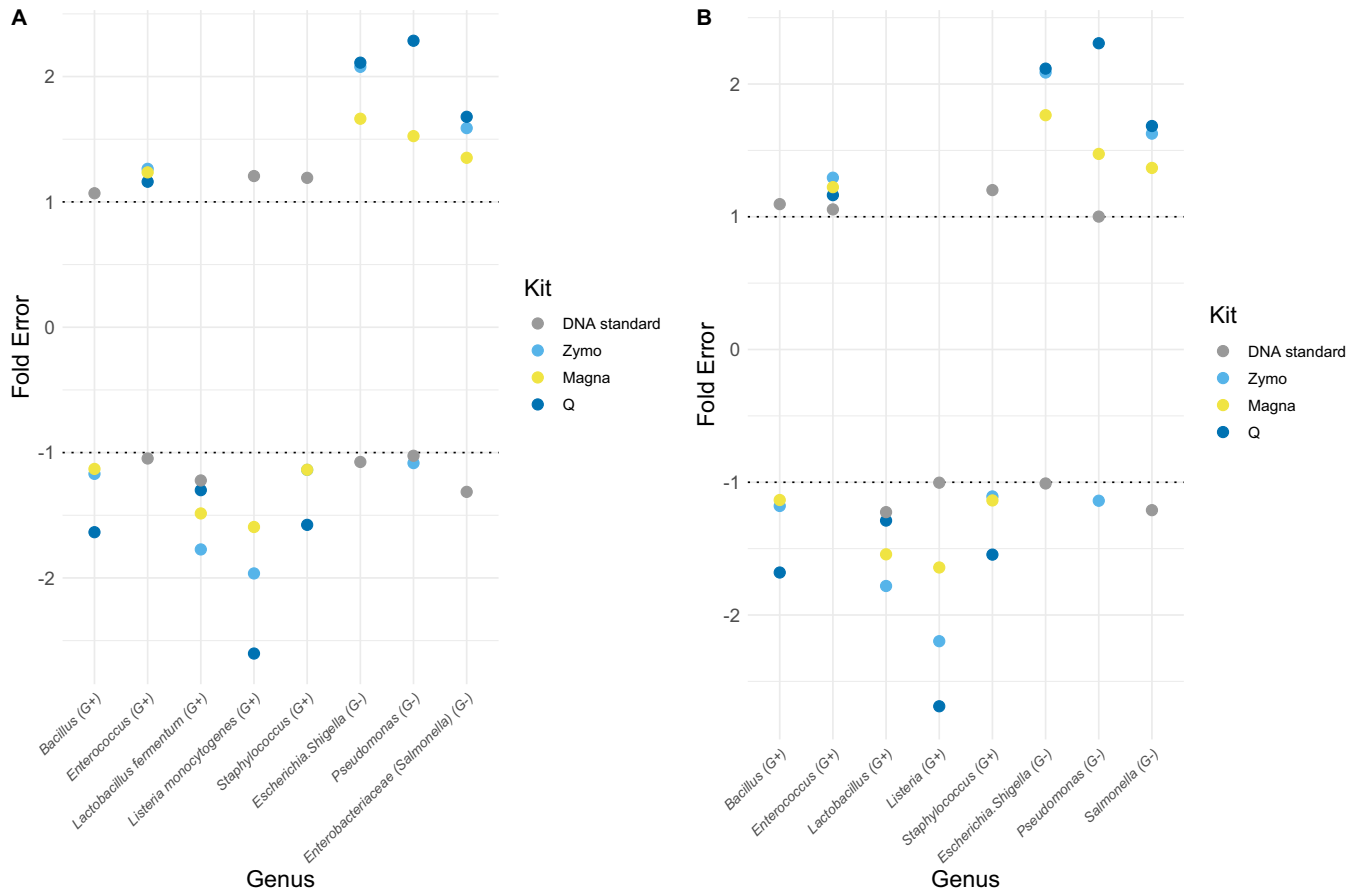 A
2
1
0
-1
-2
Fold Error
Bacillus (G+)
Enterococcus (G+)
Lactobacillus fermentum (G+)
Listeria monocytogenes (G+)
Staphylococcus (G+)
Escherichia.Shigella (G-)
Pseudomonas (G-)
Enterobacteriaceae (Salmonella) (G-)
Genus
Kit
DNA standard
Zymo
Magna
Q
B
2
1
0
-1
-2
Fold Error
Bacillus (G+)
Enterococcus (G+)
Lactobacillus (G+)
Listeria (G+)
Staphylococcus (G+)
Escherichia.Shigella (G-)
Pseudomonas (G-)
Salmonella (G-)
Genus
Kit
DNA standard
Zymo
Magna
Q